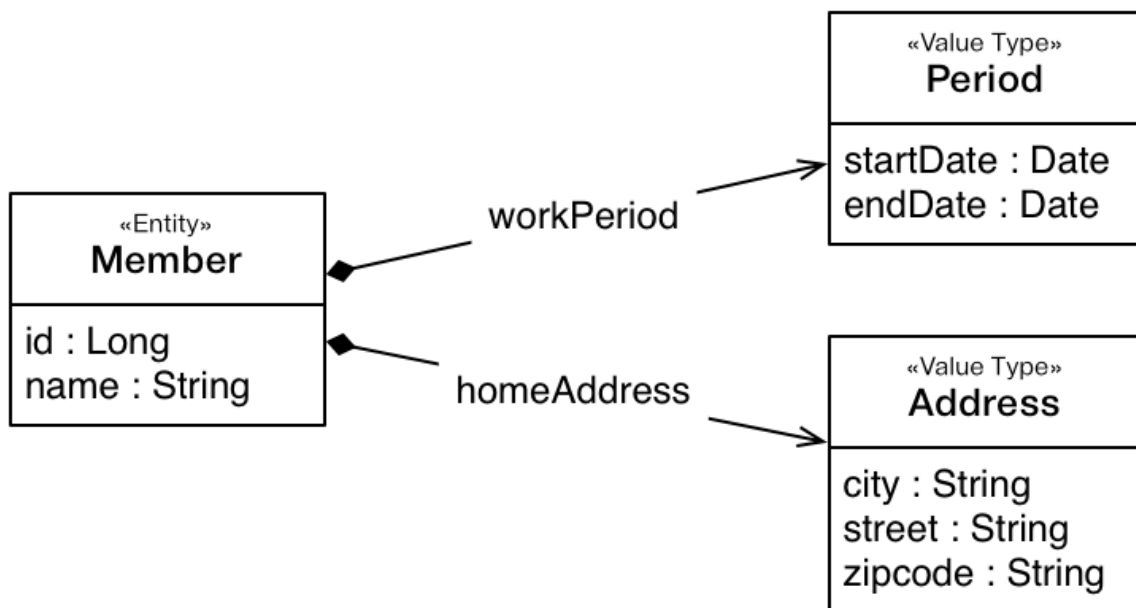 «Entity»
Member
id : Long
name : String
workPeriod
homeAddress
«Value Type»
Period
startDate : Date
endDate : Date
«Value Type»
Address
city : String
street : String
zipcode : String